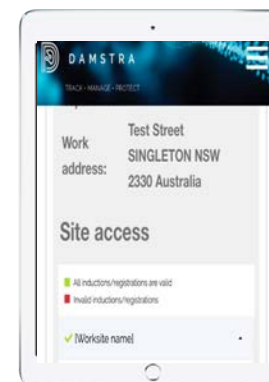 DAMSTRA
TRACK • MANAGE • PROTECT
Work address:
Test Street
SINGLETON NSW
2330 Australia
Site access
All inductions/registrations are valid
Invalid inductions/registrations
[Worksite name]